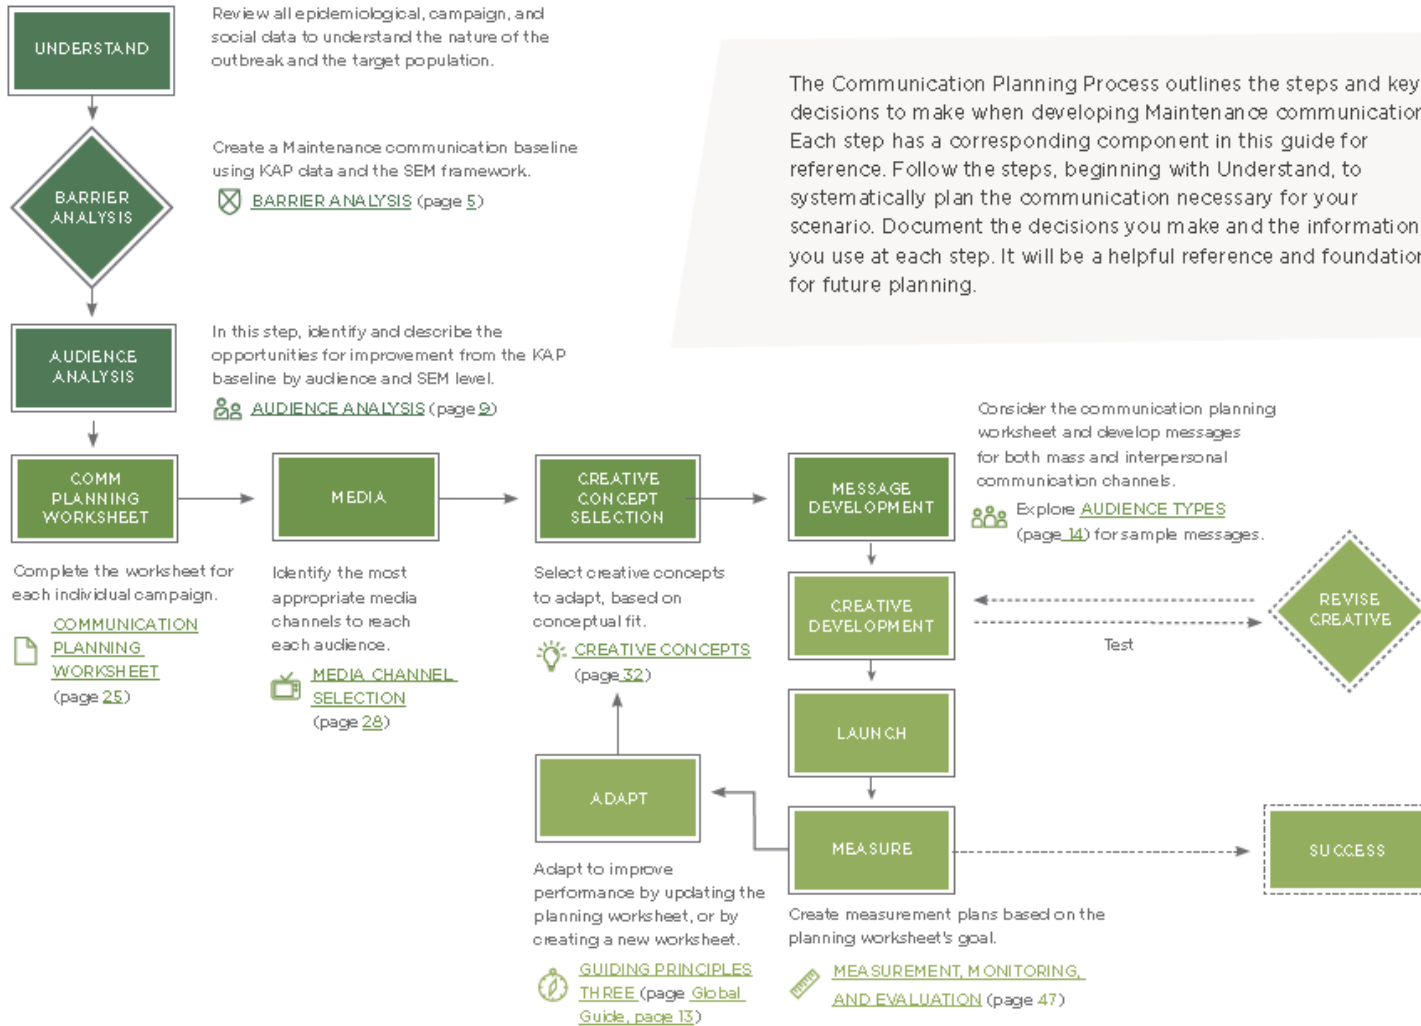 UNDERSTAND
Review all epidemiological, campaign, and
social data to understand the nature of the
outbreak and the target population.
The Communication Planning Process outlines the steps and key
decisions to make when developing Maintenance communication
Each step has a corresponding component in this guide for
reference. Follow the steps, beginning with Understand, to
systematically plan the communication necessary for your
scenario. Document the decisions you make and the information
you use at each step. It will be a helpful reference and foundation
for future planning.
BARRIER
ANALYSIS
Create a Maintenance communication baseline
using KAP data and the SEM framework.
BARRIER ANALYSIS (page 5)
AUDIENCE
ANALYSIS
In this step, identify and describe the
opportunities for improvement from the KAP
baseline by audience and SEM level.
AUDIENCE ANALYSIS (page 9)
COMM
PLANNING
WORKSHEET
Complete the worksheet for
each individual campaign.
COMMUNICATION
PLANNING
WORKSHEET
(page 25)
MEDIA
Identify the most
appropriate media
channels to reach
each audience.
MEDIA CHANNEL
SELECTION
(page 28)
CREATIVE
CONCEPT
SELECTION
Select creative concepts
to adapt, based on
conceptual fit.
CREATIVE CONCEPTS
(page 32)
MESSAGE
DEVELOPMENT
Consider the communication planning
worksheet and develop messages
for both mass and interpersonal
communication channels.
Explore AUDIENCE TYPES
(page 14) for sample messages.
CREATIVE
DEVELOPMENT
Test
REVISE
CREATIVE
LAUNCH
ADAPT
Adapt to improve
performance by updating the
planning worksheet, or by
creating a new worksheet.
GUIDING PRINCIPLES
THREE (page Global
Guide, page 13)
MEASURE
Create measurement plans based on the
planning worksheet's goal.
MEASUREMENT, MONITORING,
AND EVALUATION (page 47)
SUCCESS